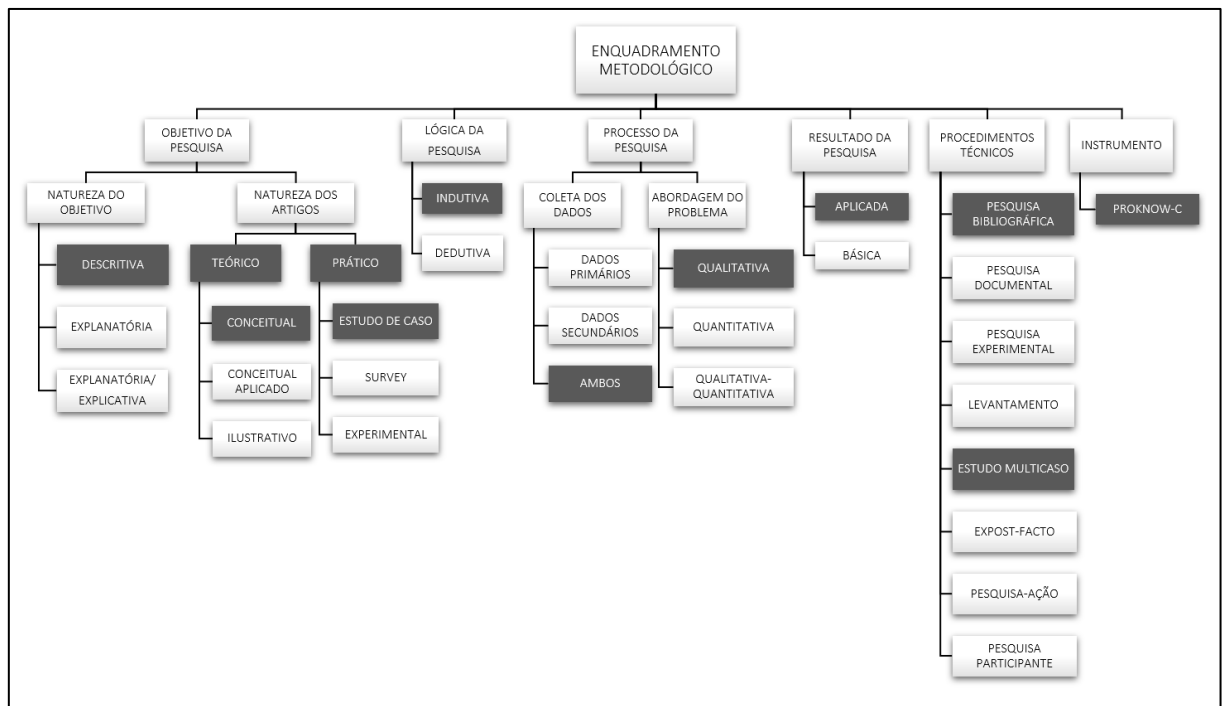 ENQUADRAMENTO
METODOLÓGICO
OBJETIVO DA
PESQUISA
NATUREZA DO
OBJETIVO
DESCRITIVA
EXPLANATÓRIA
EXPLANATÓRIA/
EXPLICATIVA
NATUREZA DOS
ARTIGOS
TEÓRICO
CONCEITUAL
CONCEITUAL
APLICADO
ILUSTRATIVO
PRÁTICO
ESTUDO DE CASO
SURVEY
EXPERIMENTAL
LÓGICA DA
PESQUISA
INDUTIVA
DEDUTIVA
PROCESSO DA
PESQUISA
COLETA DOS
DADOS
DADOS
PRIMÁRIOS
DADOS
SECUNDÁRIOS
AMBOS
ABORDAGEM DO
PROBLEMA
QUALITATIVA
QUANTITATIVA
QUALITATIVA-
QUANTITATIVA
RESULTADO DA
PESQUISA
APLICADA
BÁSICA
PROCEDIMENTOS
TÉCNICOS
PESQUISA
BIBLIOGRÁFICA
PESQUISA
DOCUMENTAL
PESQUISA
EXPERIMENTAL
LEVANTAMENTO
ESTUDO MULTICASO
EXPOST-FACTO
PESQUISA-AÇÃO
PESQUISA
PARTICIPANTE
INSTRUMENTO
PROKNOW-C